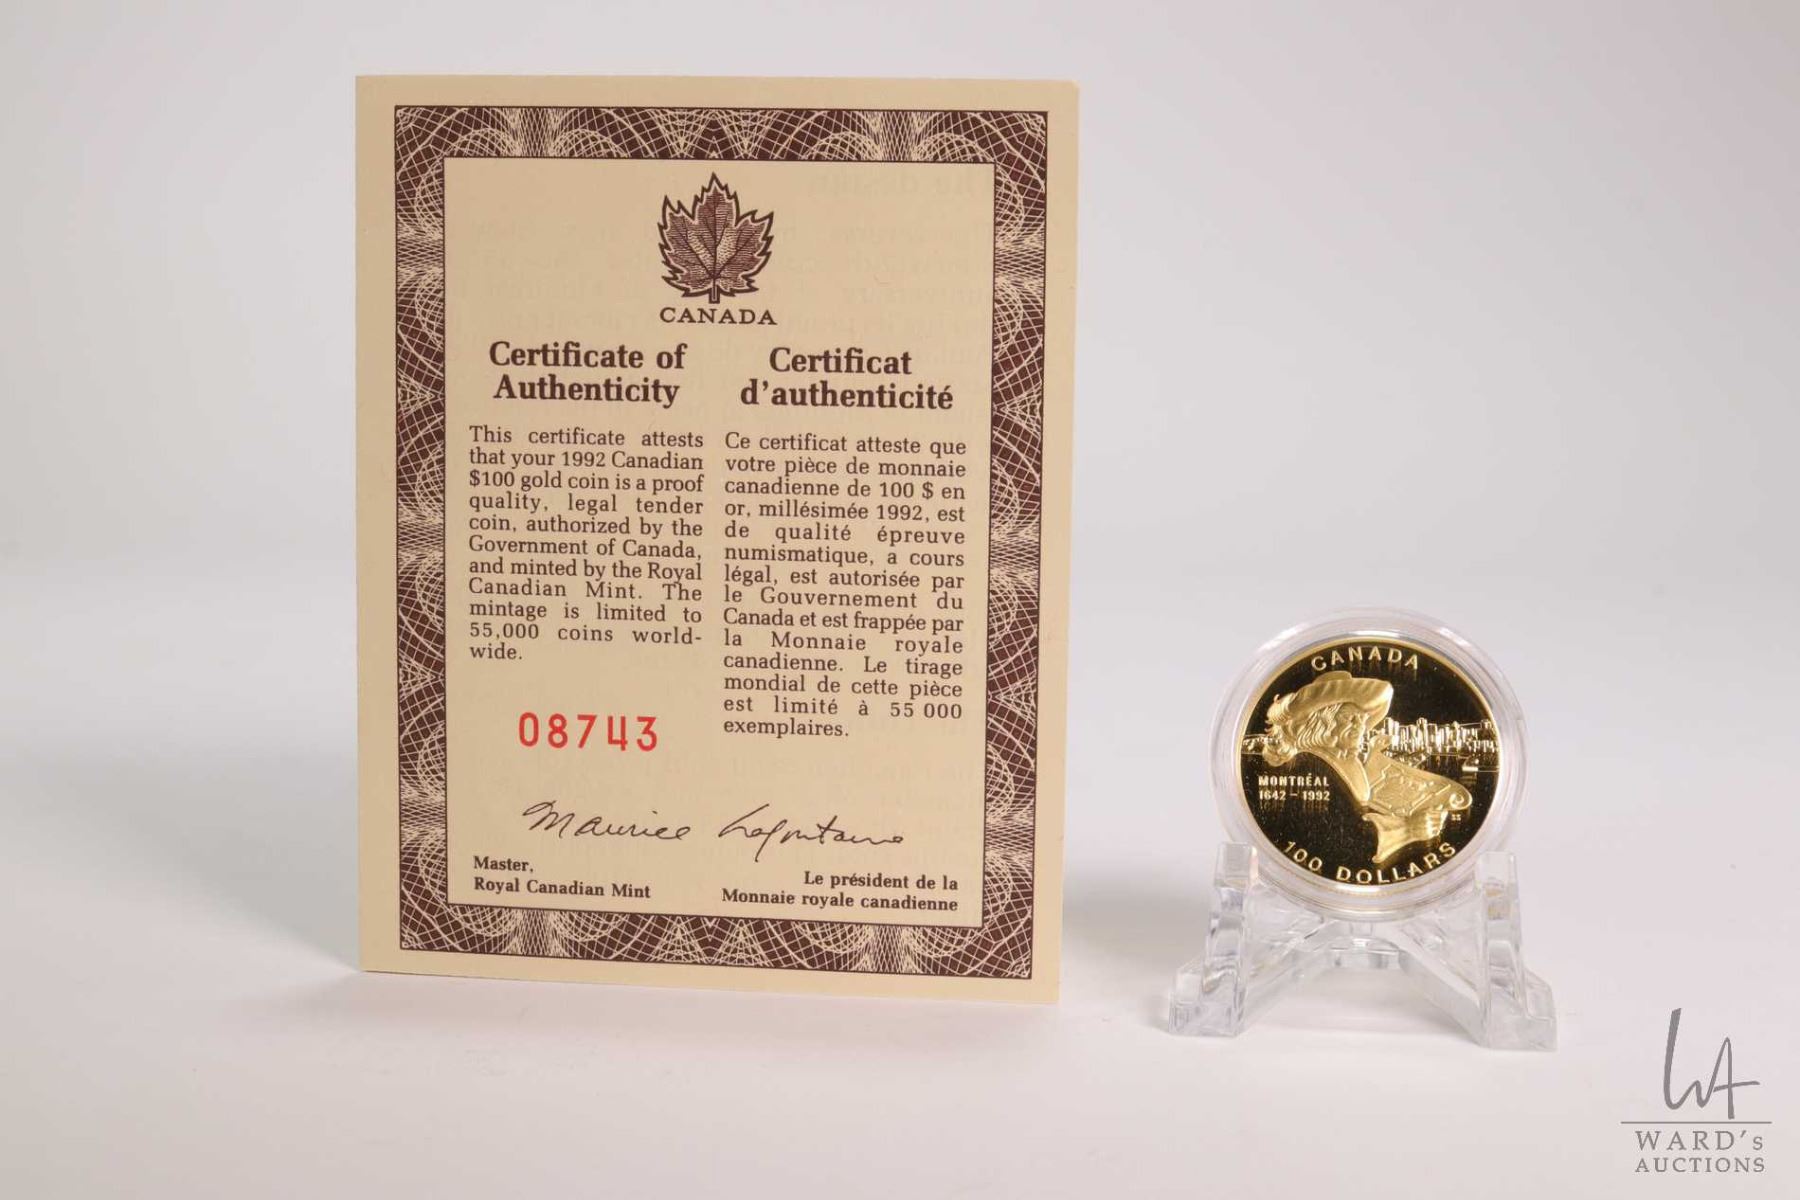 CANADA
Certificate of
Authenticity
This certificate attests
that your 1992 Canadian
$100 gold coin is a proof
quality, legal tender
coin, authorized by the
Government of Canada,
and minted by the Royal
Canadian Mint. The
mintage is limited to
55,000 coins world-
wide.
08743
Certificat
d'authenticité
Ce certificat atteste que
votre pièce de monnaie
canadienne de 100 $ en
or, millésimée 1992, est
de qualité épreuve
numismatique, a cours
légal, est autorisée par
le Gouvernement du
Canada et est frappée par
la Monnaie royale
canadienne. Le tirage
mondial de cette pièce
est limité à 55 000
exemplaires.
Maurice Lafontaine
Master,
Royal Canadian Mint
Le président de la
Monnaie royale canadienne
CANADA
MONTRÉAL
1642 - 1992
100 DOLLARS
WA
WARD's
AUCTIONS